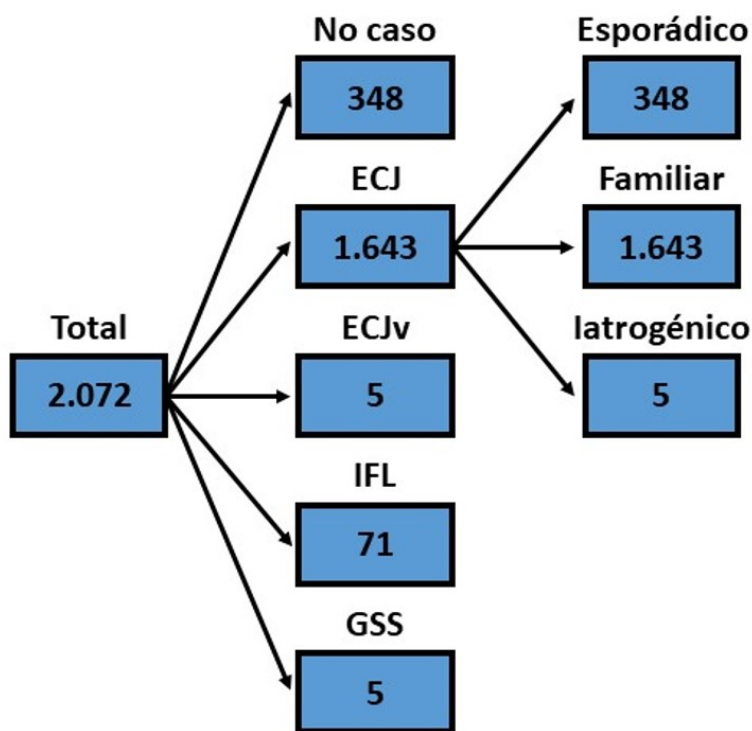 No caso
348
Esporádico
348
ECJ
1.643
Familiar
1.643
Total
2.072
ECJv
5
Iatrogénico
5
IFL
71
GSS
5